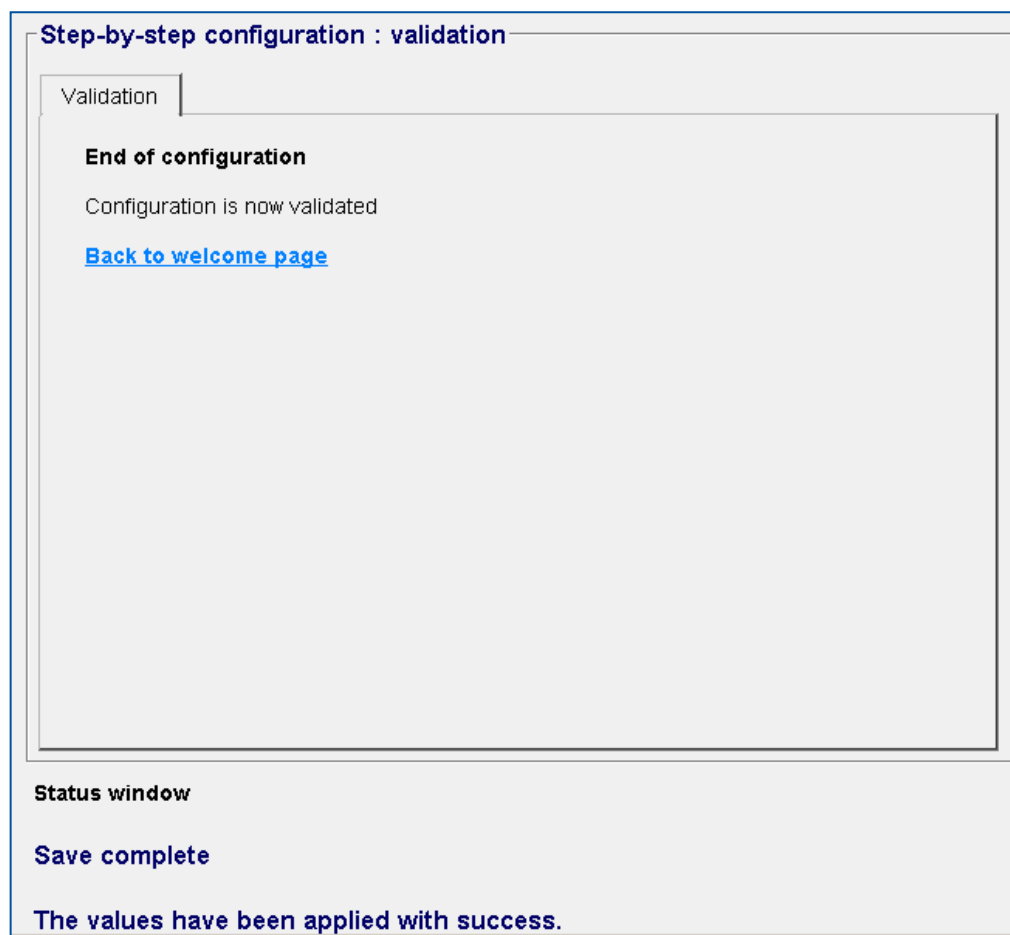 Step-by-step configuration : validation
Validation
End of configuration
Configuration is now validated
Back to welcome page
Status window
Save complete
The values have been applied with success.